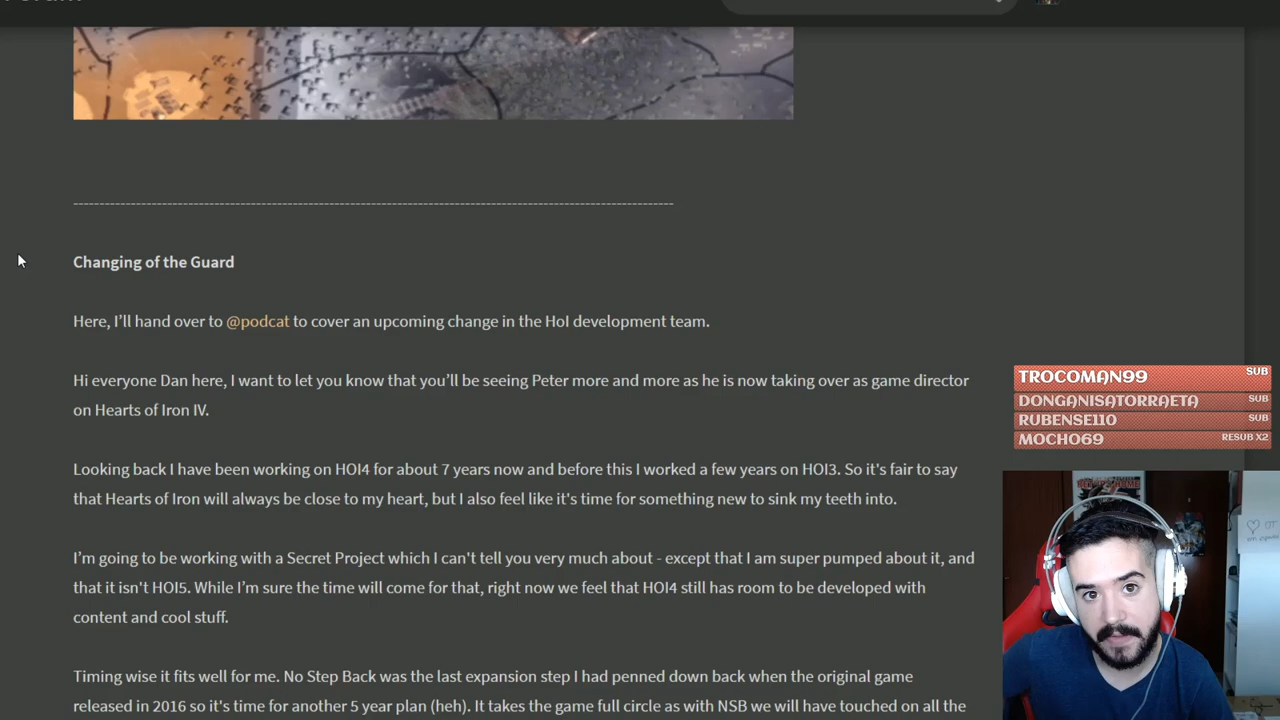 Changing of the Guard
Here, I'll hand over to @podcat to cover an upcoming change in the HoI development team.
Hi everyone Dan here, I want to let you know that you'll be seeing Peter more and more as he is now taking over as game director
on Hearts of Iron IV.
Looking back I have been working on HOI4 for about 7 years now and before this I worked a few years on HOI3. So it's fair to say
that Hearts of Iron will always be close to my heart, but I also feel like it's time for something new to sink my teeth into.
I'm going to be working with a Secret Project which I can't tell you very much about - except that I am super pumped about it, and
that it isn't HOI5. While I'm sure the time will come for that, right now we feel that HOI4 still has room to be developed with
content and cool stuff.
Timing wise it fits well for me. No Step Back was the last expansion step I had penned down back when the original game
released in 2016 so it's time for another 5 year plan (heh). It takes the game full circle as with NSB we will have touched on all the
TROCOMAN99 SUB
DONGANISATORRAETA SUB
RUBENSE110 SUB
MOCHO69 RESUB X2